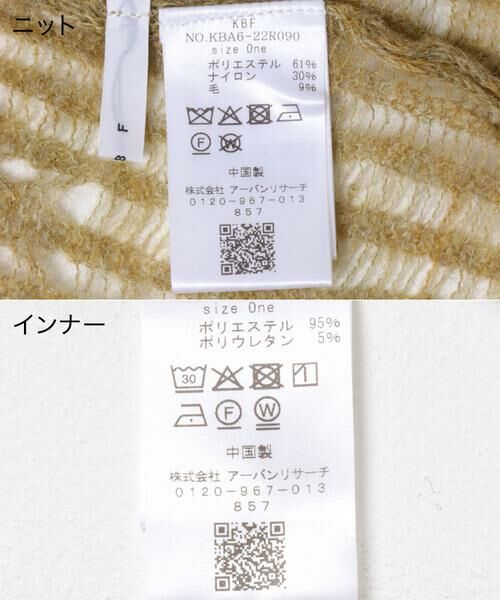 ニット
KBF
NO.KBA6-22R090
size One
ポリエステル 61%
ナイロン 30%
毛 9%
F
W
中国製
株式会社 アーバンリサーチ
0120-967-013
857
B F
インナー
size One
ポリエステル 95%
ポリウレタン 5%
30
F W
中国製
株式会社 アーバンリサーチ
0120-967-013
857